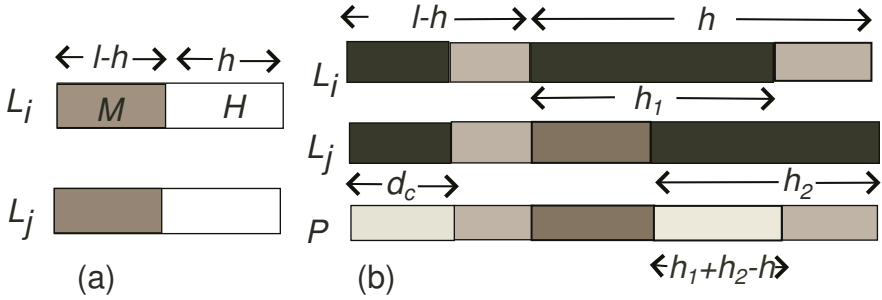 l-h h
L_i M H
L_j
(a)
l-h h
L_i
h_1
L_j
d_c h_2
P
h_1+h_2-h
(b)